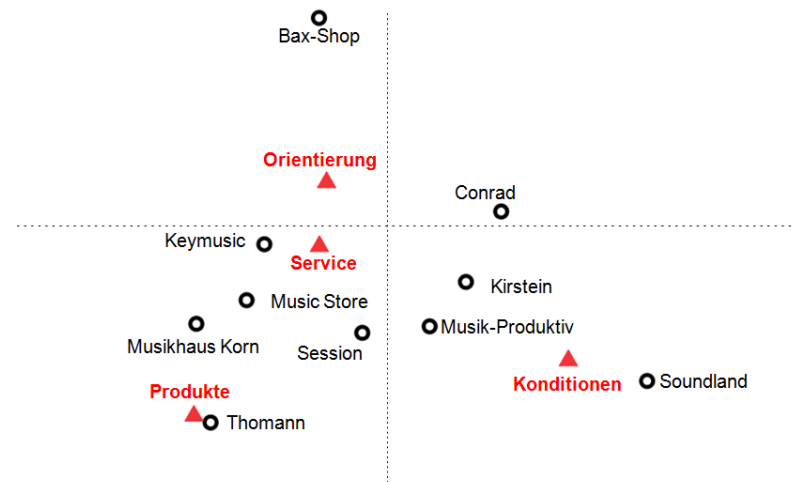 Bax-Shop
Orientierung
Conrad
Keymusic
Service
Kirstein
Music Store
Musik-Produktiv
Musikhaus Korn
Session
Konditionen
Soundland
Produkte
Thomann